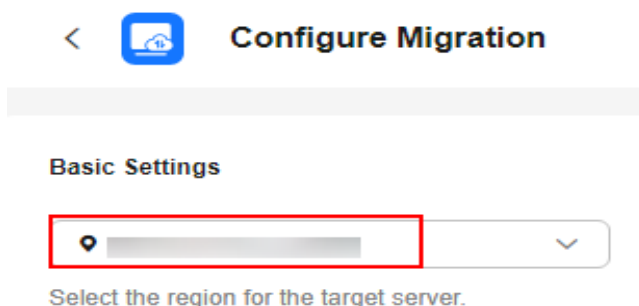 Configure Migration
Basic Settings
Select the region for the target server.